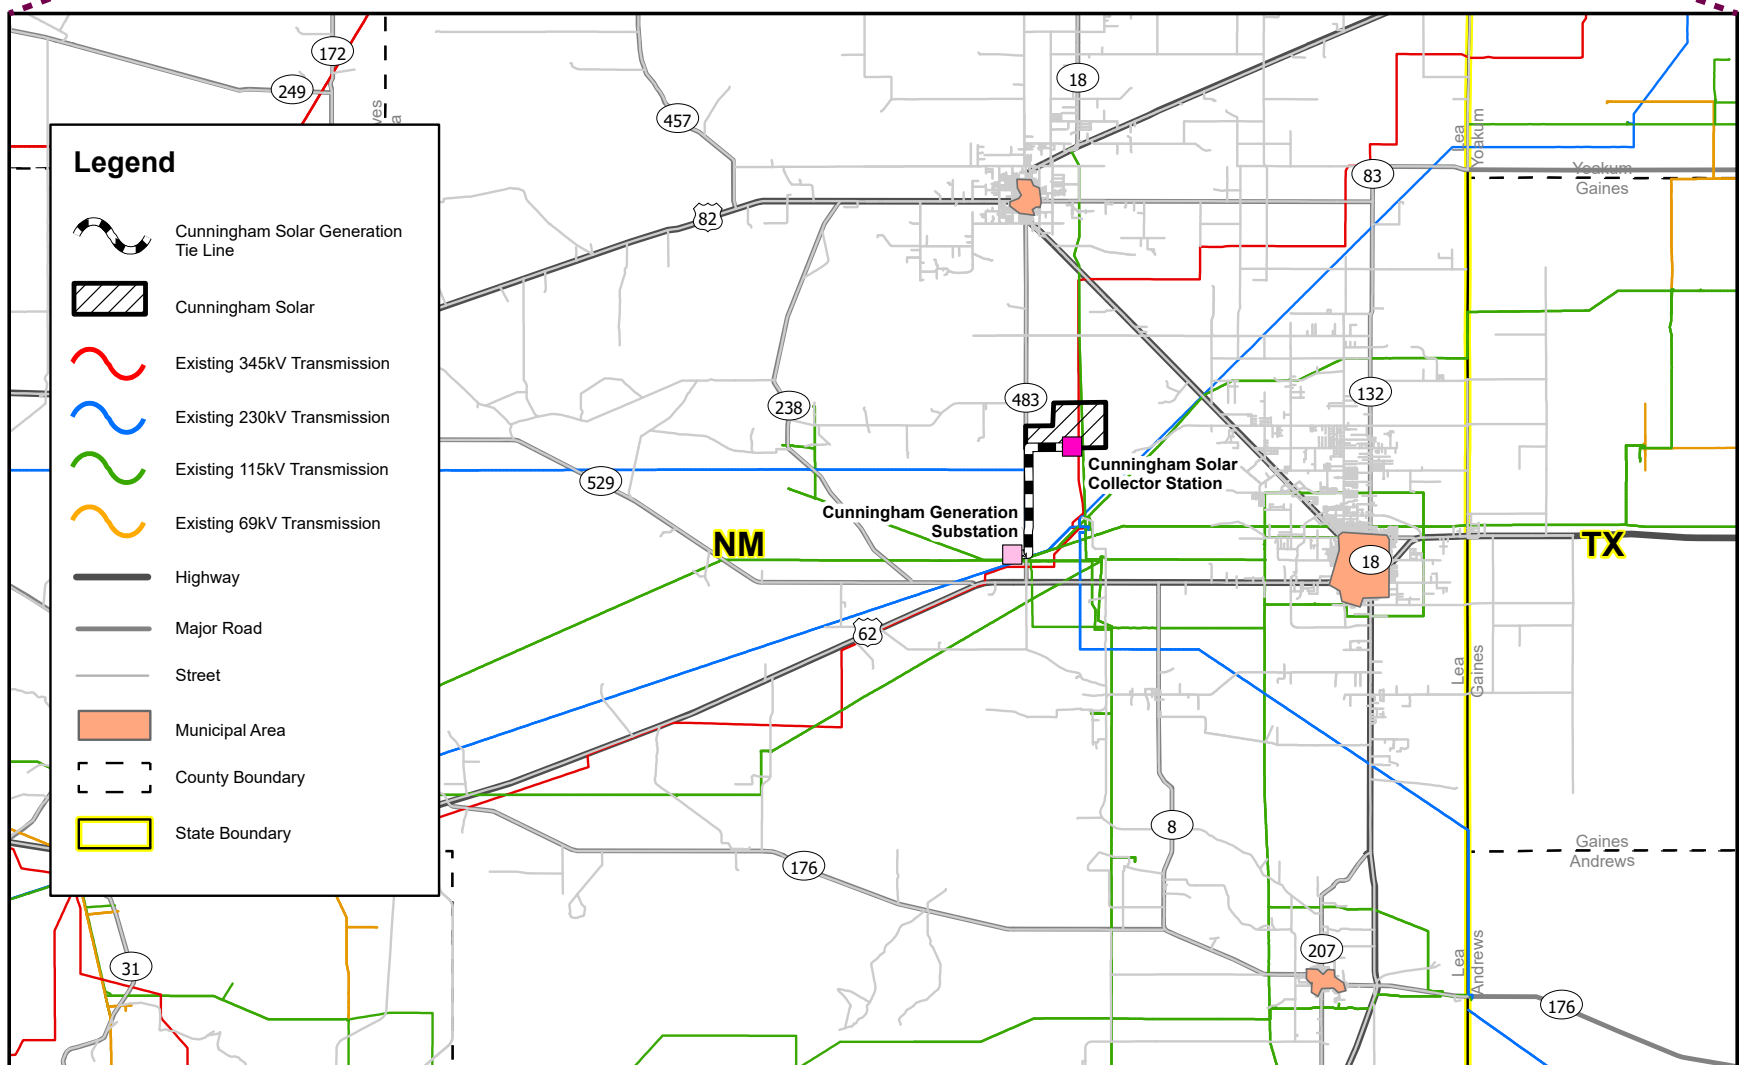 172
249
457
18
Lea
Yoakum
83
Yoakum
Gaines
82
Legend
Cunningham Solar Generation
Tie Line
Cunningham Solar
Existing 345kV Transmission
Existing 230kV Transmission
Existing 115kV Transmission
Existing 69kV Transmission
Highway
Major Road
Street
Municipal Area
County Boundary
State Boundary
238
483
132
529
Cunningham Solar
Collector Station
Cunningham Generation
Substation
NM
TX
18
62
Lea
Gaines
8
176
Gaines
Andrews
207
Lea
Andrews
31
176